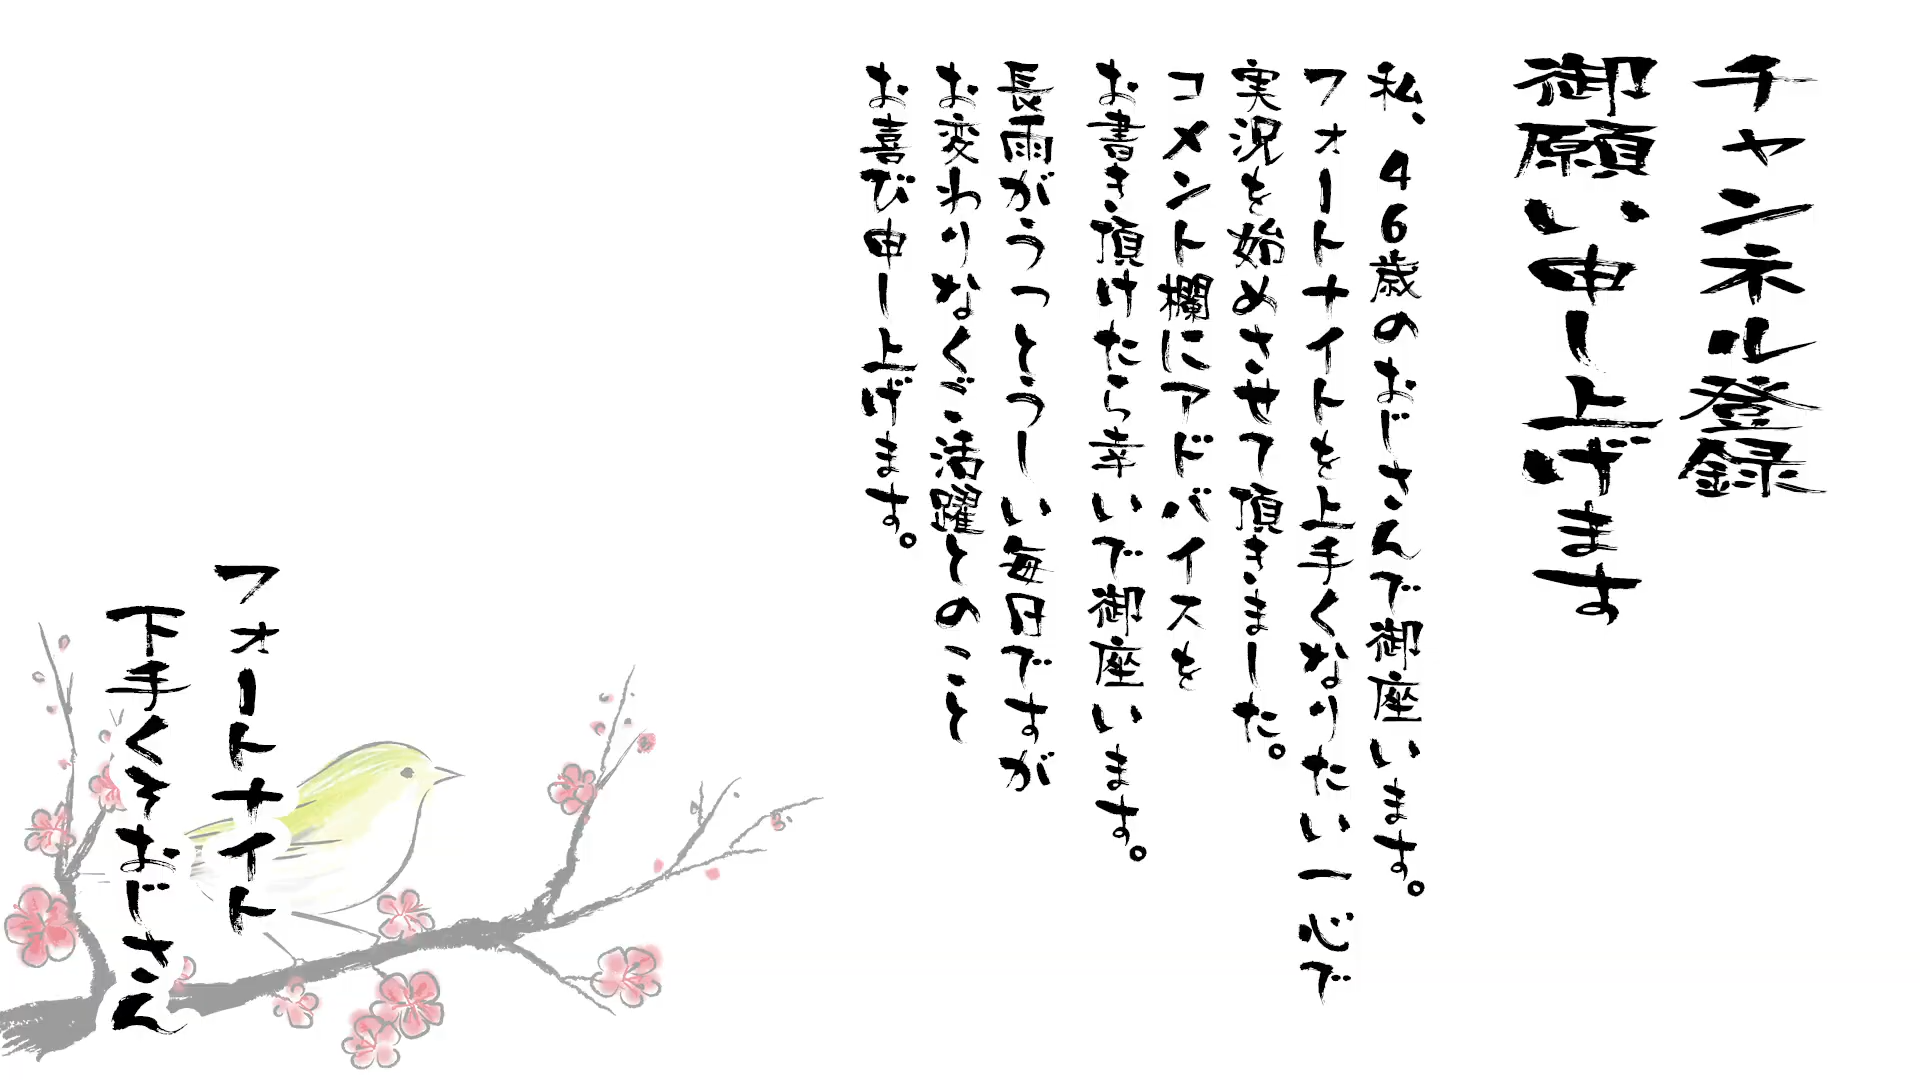 チャンネル登録
御願い申し上げます
私、46歳のおじさんで御座います。
フォートナイトを上手くなりたい一心で
実況を始めさせて頂きました。
コメント欄にアドバイスを
お書き頂けたら幸いで御座います。
長雨がうっとうしい毎日ですが
お変わりなくご活躍とのこと
お喜び申し上げます。
フォートナイト
下手くそおじさん